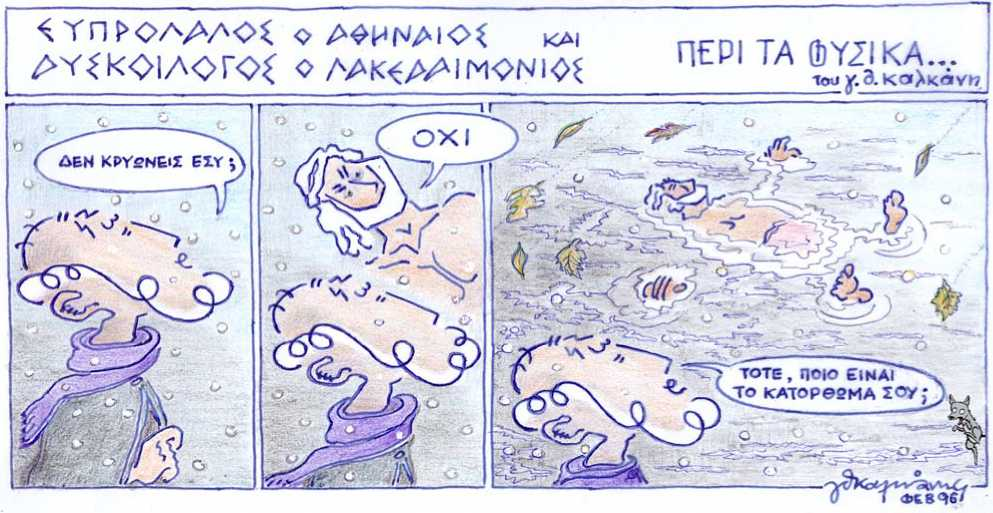 ΕΥΠΡΟΛΑΛΟΣ ο ΑΘΗΝΑΙΟΣ ΚΑΙ
ΔΥΣΚΟΙΛΟΓΟΣ ο ΛΑΚΕΔΑΙΜΟΝΙΟΣ
ΠΕΡΙ ΤΑ ΦΥΣΙΚΑ...
του γ. θ. καλκάνη
ΔΕΝ ΚΡΥΩΝΕΙΣ ΕΣΥ;
ΟΧΙ
ΤΟΤΕ, ΠΟΙΟ ΕΙΝΑΙ
ΤΟ ΚΑΤΟΡΘΩΜΑ ΣΟΥ;
γθκαλκάνης
ΦΕΒ 96